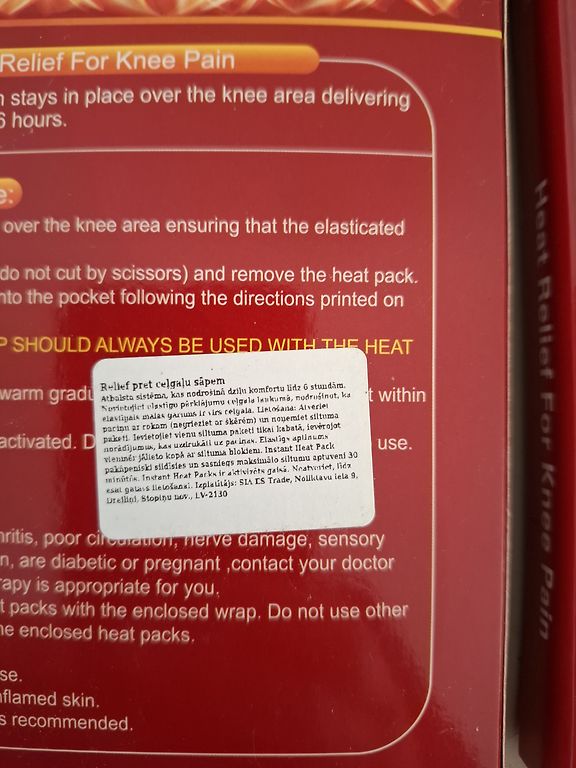 Relief For Knee Pain
stays in place over the knee area delivering
6 hours.
e:
over the knee area ensuring that the elasticated
do not cut by scissors) and remove the heat pack.
nto the pocket following the directions printed on
P SHOULD ALWAYS BE USED WITH THE HEAT
warm gradu
t within
activated. D
use.
Relief pret ceļgaļu sāpem
Atbalsta sistēma, kas nodrošina dziļu komfortu līdz 6 stundām.
Novietojiet elastīgo pārklājumu ceļgala laukumā, nodrošinot, ka
elastīgais malas garums ir virs ceļgala. Lietošana: Atveriet
paciņu ar rokām (negrieziet ar šķērēm) un noņemiet siltuma
paketi. Ievietojiet vienu siltuma paketi tikai kabatā, ievērojot
norādījumus, kas uzdrukāti uz paciņas. Elastīgs aplinums
vienmēr jālieto kopā ar siltuma blokiem. Instant Heat Pack
pakāpeniski sildīsies un sasniegs maksimālo siltumu aptuveni 30
minūtēs. Instant Heat Packs ir aktivizēts gaisā. Neatveriet, līdz
esat gatavs lietošanai. Izplatītājs: SIA ES Trade, Noliktavu iela 9,
Dreiliņi, Stopiņu nov., LV-2130
hritis, poor circulation, nerve damage, sensory
n, are diabetic or pregnant ,contact your doctor
rapy is appropriate for you.
t packs with the enclosed wrap. Do not use other
he enclosed heat packs.
se.
nflamed skin.
s recommended.
Heat Relief For Knee Pain